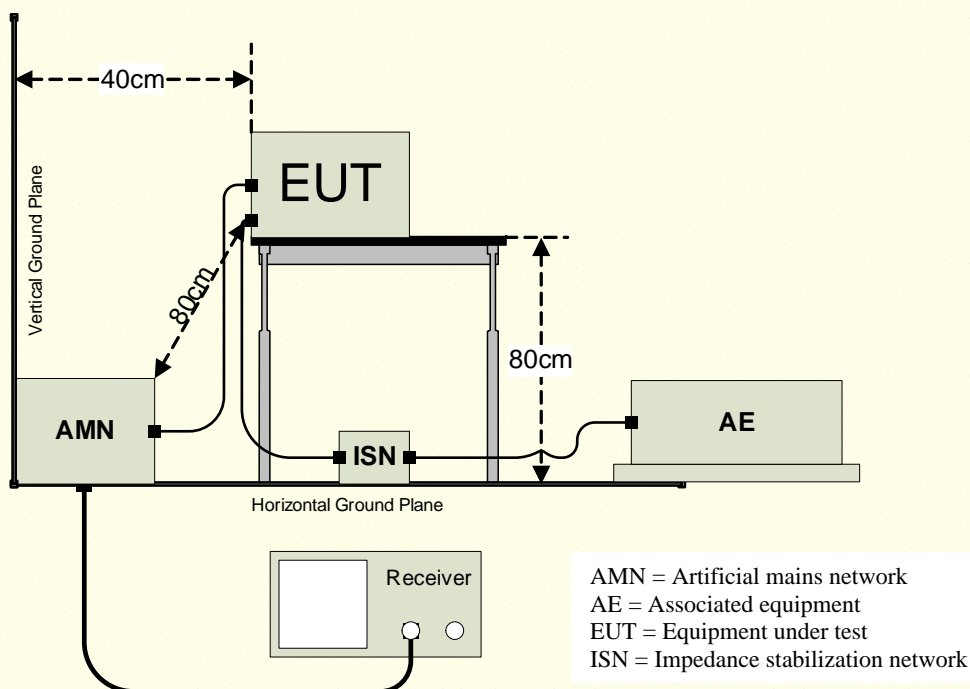 40cm
EUT
Vertical Ground Plane
80cm
80cm
AMN
ISN
AE
Horizontal Ground Plane
Receiver
AMN = Artificial mains network
AE = Associated equipment
EUT = Equipment under test
ISN = Impedance stabilization network